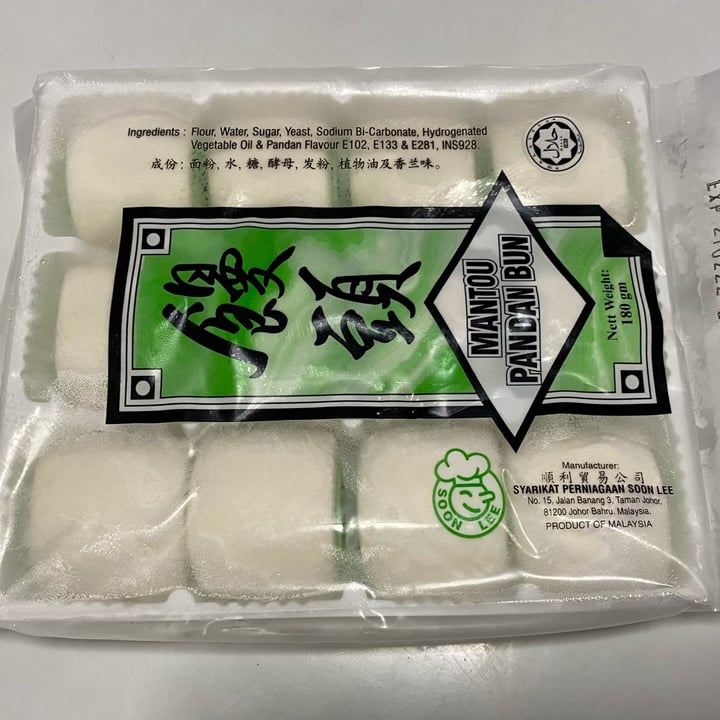 Ingredients : Flour, Water, Sugar, Yeast, Sodium Bi-Carbonate, Hydrogenated
Vegetable Oil & Pandan Flavour E102, E133 & E281, INS928.
成份: 面粉, 水, 糖, 酵母, 发粉, 植物油及香兰味。
حلال
饅頭
MANTOU
PANDAN BUN
Nett Weight:
180 gm
SOON LEE
Manufacturer:
順利貿易公司
SYARIKAT PERNIAGAAN SOON LEE
No. 15, Jalan Banang 3, Taman Johor,
81200 Johor Bahru. Malaysia.
PRODUCT OF MALAYSIA